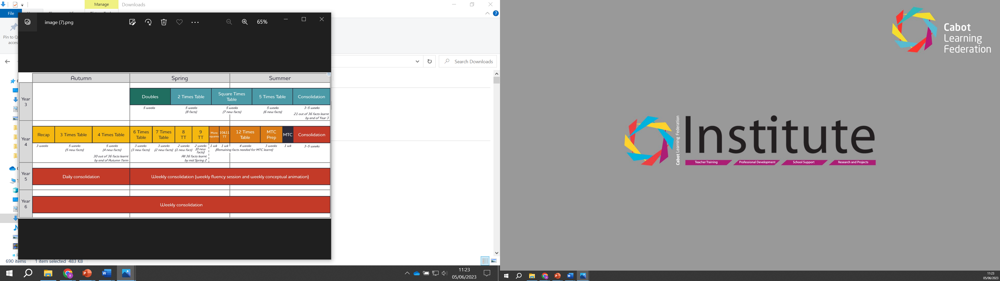 Manage
Downloads
File
Pin to Q
acces
image (7).png
65%
Search Downloads
Autumn
Spring
Summer
Year
3
Doubles
2 Times Table
Square Times
Table
5 Times Table
Consolidation
5 weeks
5 weeks
(8 facts)
5 weeks
(7 new facts)
5 weeks
(6 new facts)
3-5 weeks
21 out of 36 facts learnt
by end of Year 3
Year
4
Recap
3 Times Table
4 Times Table
6 Times
Table
7 Times
Table
8
TT
9
TT
More
squares
10&11
TT
12 Times
Table
MTC
Prep
MTC
Consolidation
3 weeks
5 weeks
(5 new facts)
5 weeks
(4 new facts)
30 out of 36 facts learnt
by end of Autumn Term
3 weeks
(3 new facts)
3 weeks
(2 new facts)
2 weeks
(1 new fact)
2 weeks
(0 new
facts)
All 36 facts learnt
by mid Spring 2
1 wk
1 wk
4 weeks
3 weeks
(Remaining facts needed for MTC learnt)
1 wk
3-5 weeks
Year
5
Daily consolidation
Weekly consolidation (weekly fluency session and weekly conceptual animation)
Year
6
Weekly consolidation
690 items
1 item selected 483 KB
11:23
05/06/2023
Cabot
Learning
Federation
Cabot Learning Federation
Institute
Teacher Training
Professional Development
School Support
Research and Projects
11:23
05/06/2023